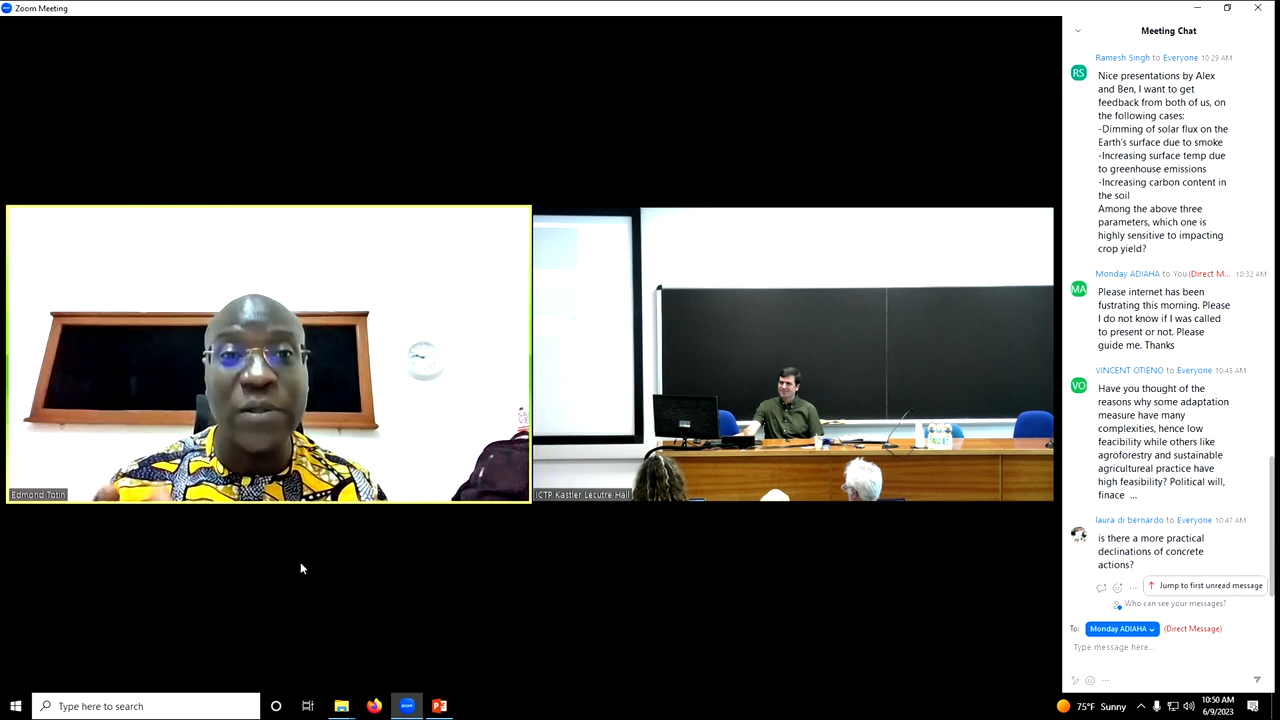 Zoom Meeting
Meeting Chat
Ramesh Singh to Everyone 10:29 AM
RS
Nice presentations by Alex
and Ben, I want to get
feedback from both of us, on
the following cases:
-Dimming of solar flux on the
Earth's surface due to smoke
-Increasing surface temp due
to greenhouse emissions
-Increasing carbon content in
the soil
Among the above three
parameters, which one is
highly sensitive to impacting
crop yield?
Monday ADIAHA to You (Direct M... 10:32 AM
MA
Please internet has been
fustrating this morning. Please
I do not know if I was called
to present or not. Please
guide me. Thanks
VINCENT OTIENO to Everyone 10:45 AM
VO
Have you thought of the
reasons why some adaptation
measure have many
complexities, hence low
feacibility while others like
agroforestry and sustainable
agricultureal practice have
high feasibility? Political will,
finace ...
laura di bernardo to Everyone 10:47 AM
is there a more practical
declinations of concrete
actions?
Jump to first unread message
Who can see your messages?
To: Monday ADIAHA (Direct Message)
Type message here...
Edmond Totin
ICTP Kastler Lecutre Hall
Type here to search
75°F Sunny
10:50 AM
6/9/2023